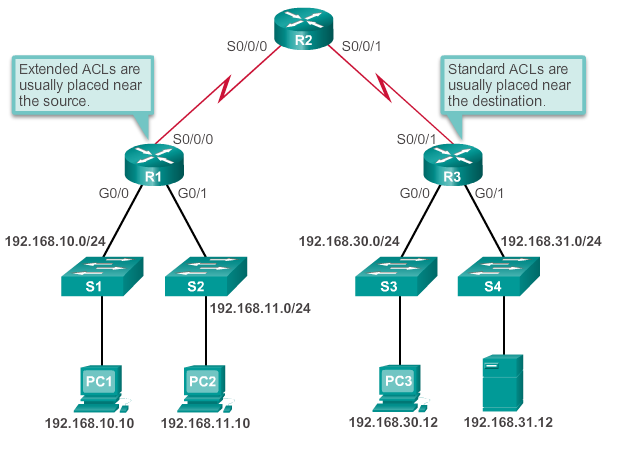 R2
S0/0/0
S0/0/1
Extended ACLs are
usually placed near
the source.
Standard ACLs are
usually placed near
the destination.
S0/0/0
S0/0/1
R1
R3
G0/0
G0/1
G0/0
G0/1
192.168.10.0/24
192.168.30.0/24
192.168.31.0/24
S1
S2
S3
S4
192.168.11.0/24
PC1
PC2
PC3
192.168.10.10
192.168.11.10
192.168.30.12
192.168.31.12